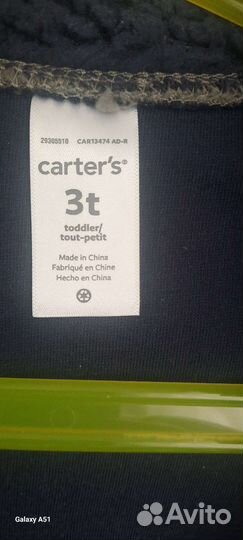 29305510 CAR13474 AD-R
carter's®
3t
toddler/
tout-petit
Made in China
Fabriqué en Chine
Hecho en China
Galaxy A51
Avito